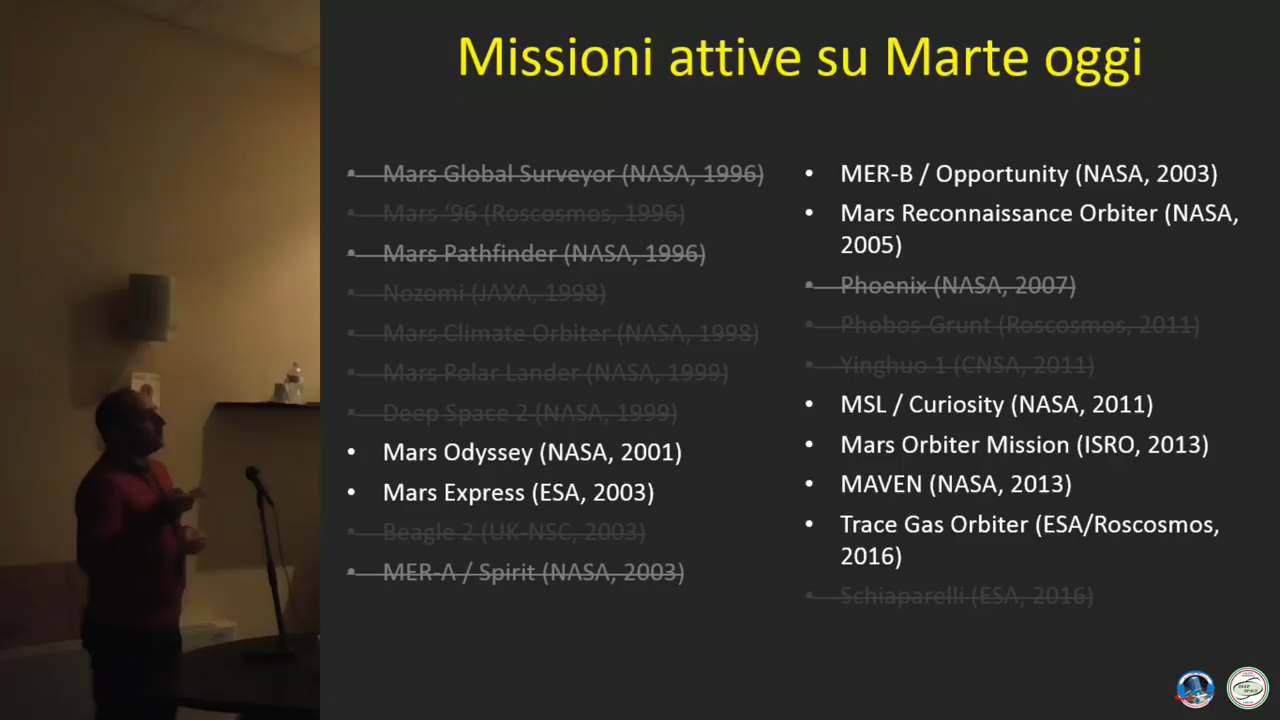 Missioni attive su Marte oggi
• Mars Global Surveyor (NASA, 1996)
• Mars ‘96 (Roscosmos, 1996)
• Mars Pathfinder (NASA, 1996)
• Nozomi (JAXA, 1998)
• Mars Climate Orbiter (NASA, 1998)
• Mars Polar Lander (NASA, 1999)
• Deep Space 2 (NASA, 1999)
• Mars Odyssey (NASA, 2001)
• Mars Express (ESA, 2003)
• Beagle 2 (UK-NSC, 2003)
• MER-A / Spirit (NASA, 2003)
• MER-B / Opportunity (NASA, 2003)
• Mars Reconnaissance Orbiter (NASA,
2005)
• Phoenix (NASA, 2007)
• Phobos-Grunt (Roscosmos, 2011)
• Yinghuo 1 (CNSA, 2011)
• MSL / Curiosity (NASA, 2011)
• Mars Orbiter Mission (ISRO, 2013)
• MAVEN (NASA, 2013)
• Trace Gas Orbiter (ESA/Roscosmos,
2016)
• Schiaparelli (ESA, 2016)
DEEP
SPACE